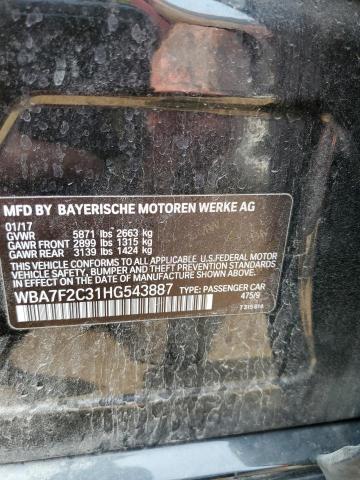 MFD BY BAYERISCHE MOTOREN WERKE AG
01/17
GVWR 5871 lbs 2663 kg
GAWR FRONT 2899 lbs 1315 kg
GAWR REAR 3139 lbs 1424 kg
THIS VEHICLE CONFORMS TO ALL APPLICABLE U.S.FEDERAL MOTOR
VEHICLE SAFETY, BUMPER, AND THEFT PREVENTION STANDARDS
IN EFFECT ON THE DATE OF MANUFACTURE SHOWN ABOVE.
WBA7F2C31HG543887 TYPE: PASSENGER CAR
475/9